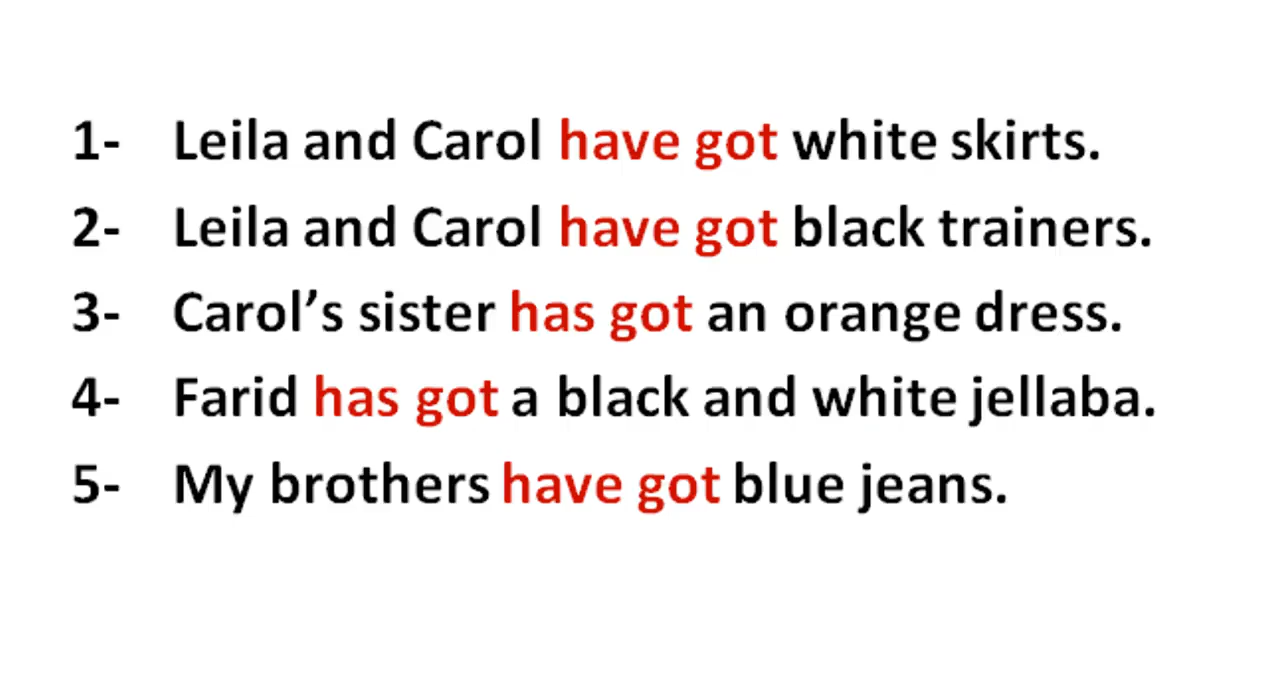 1- Leila and Carol have got white skirts.
2- Leila and Carol have got black trainers.
3- Carol’s sister has got an orange dress.
4- Farid has got a black and white jellaba.
5- My brothers have got blue jeans.